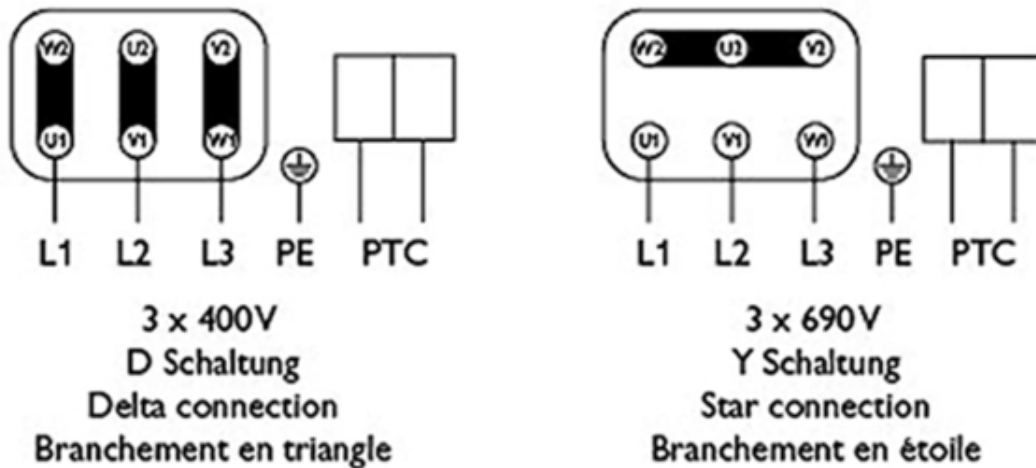 W2 U2 V2
U1 V1 W1
L1 L2 L3 PE PTC
3 x 400V
D Schaltung
Delta connection
Branchement en triangle
W2 U2 V2
U1 V1 W1
L1 L2 L3 PE PTC
3 x 690V
Y Schaltung
Star connection
Branchement en étoile